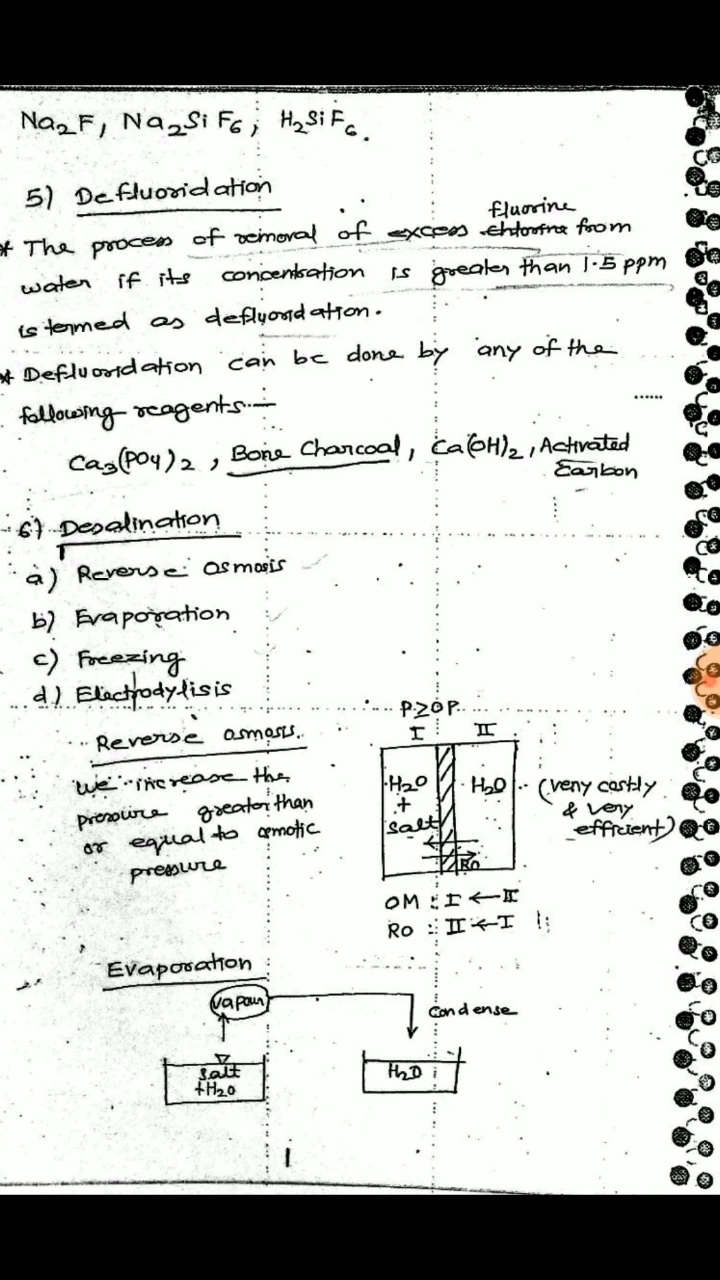 Na2F, Na2SiF6, H2SiF6.
5) Defluoridation
fluorine
* The process of removal of excess chlorine from
water if its concentration is greater than 1.5 ppm
is termed as defluoridation.
* Defluoridation can be done by any of the
following reagents:—
Ca3(PO4)2, Bone Charcoal, Ca(OH)2, Activated
Carbon
6) Desalination
a) Reverse osmosis
b) Evaporation
c) Freezing
d) Electrodylisis
Reverse osmosis.
we increase the
pressure greater than
or equal to osmotic
pressure
P≥OP
I II
H2O
+
salt
H2O
Ro
(very costly
& very
efficient)
OM : I ← II
Ro : II ← I
Evaporation
vapour
condense
salt
+H2O
H2O
1